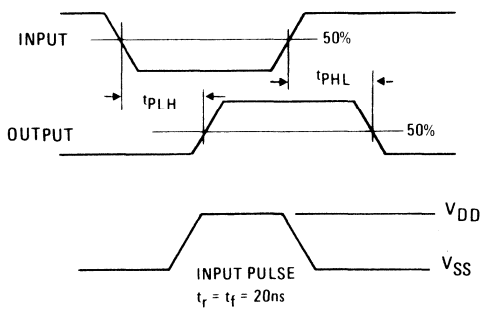 INPUT
50%
tPLH
tPHL
OUTPUT
50%
VDD
VSS
INPUT PULSE
tr = tf = 20ns